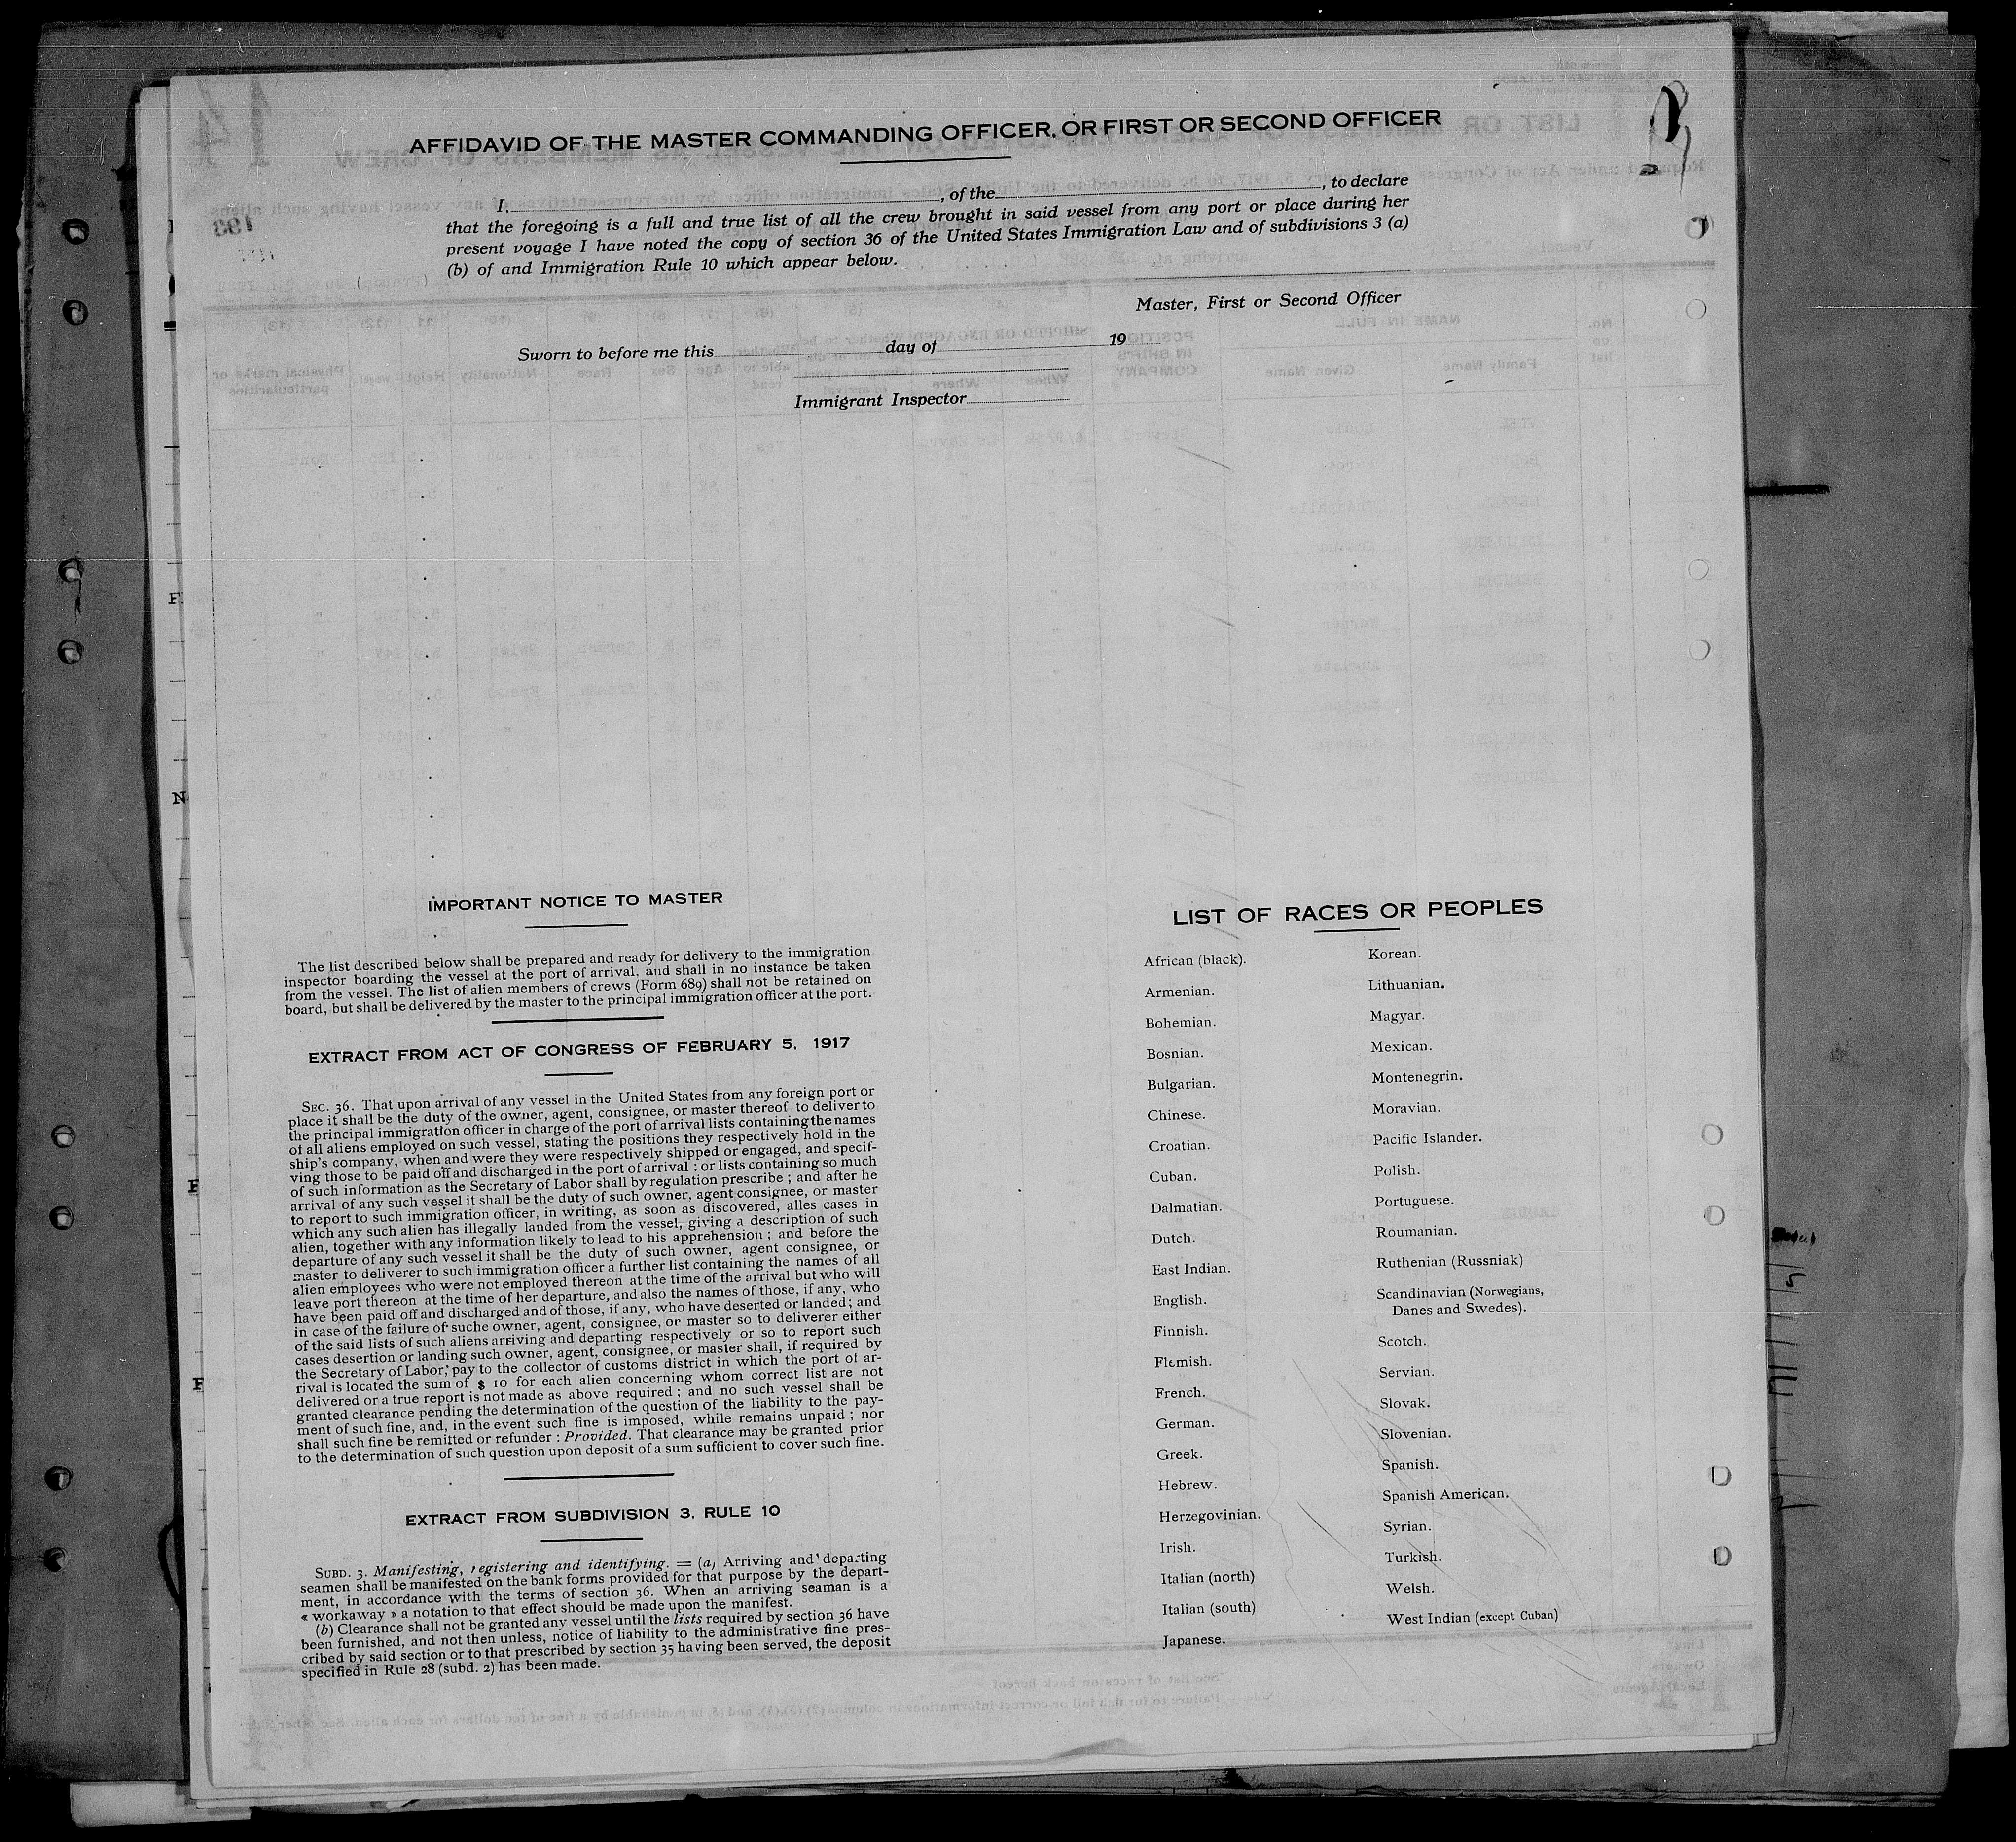 AFFIDAVID OF THE MASTER COMMANDING OFFICER, OR FIRST OR SECOND OFFICER
I, , of the , to declare
that the foregoing is a full and true list of all the crew brought in said vessel from any port or place during her
present voyage I have noted the copy of section 36 of the United States Immigration Law and of subdivisions 3 (a)
(b) of and Immigration Rule 10 which appear below.
Master, First or Second Officer
Sworn to before me this day of 19
Immigrant Inspector
IMPORTANT NOTICE TO MASTER
The list described below shall be prepared and ready for delivery to the immigration
inspector boarding the vessel at the port of arrival, and shall in no instance be taken
from the vessel. The list of alien members of crews (Form 689) shall not be retained on
board, but shall be delivered by the master to the principal immigration officer at the port.
EXTRACT FROM ACT OF CONGRESS OF FEBRUARY 5, 1917
SEC. 36. That upon arrival of any vessel in the United States from any foreign port or
place it shall be the duty of the owner, agent, consignee, or master thereof to deliver to
the principal immigration officer in charge of the port of arrival lists containing the names
of all aliens employed on such vessel, stating the positions they respectively hold in the
ship's company, when and were they were respectively shipped or engaged, and specif-
ving those to be paid off and discharged in the port of arrival : or lists containing so much
of such information as the Secretary of Labor shall by regulation prescribe ; and after he
arrival of any such vessel it shall be the duty of such owner, agent consignee, or master
to report to such immigration officer, in writing, as soon as discovered, alles cases in
which any such alien has illegally landed from the vessel, giving a description of such
alien, together with any information likely to lead to his apprehension ; and before the
departure of any such vessel it shall be the duty of such owner, agent consignee, or
master to deliverer to such immigration officer a further list containing the names of all
alien employees who were not employed thereon at the time of the arrival but who will
leave port thereon at the time of her departure, and also the names of those, if any, who
have been paid off and discharged and of those, if any, who have deserted or landed ; and
in case of the failure of suche owner, agent, consignee, or master so to deliverer either
of the said lists of such aliens arriving and departing respectively or so to report such
cases desertion or landing such owner, agent, consignee, or master shall, if required by
the Secretary of Labor, pay to the collector of customs district in which the port of ar-
rival is located the sum of $ 10 for each alien concerning whom correct list are not
delivered or a true report is not made as above required ; and no such vessel shall be
granted clearance pending the determination of the question of the liability to the pay-
ment of such fine, and, in the event such fine is imposed, while remains unpaid ; nor
shall such fine be remitted or refunder : Provided. That clearance may be granted prior
to the determination of such question upon deposit of a sum sufficient to cover such fine.
EXTRACT FROM SUBDIVISION 3, RULE 10
SUBD. 3. Manifesting, registering and identifying. = (a) Arriving and departing
seamen shall be manifested on the bank forms provided for that purpose by the depart-
ment, in accordance with the terms of section 36. When an arriving seaman is a
« workaway » a notation to that effect should be made upon the manifest.
(b) Clearance shall not be granted any vessel until the lists required by section 36 have
been furnished, and not then unless, notice of liability to the administrative fine pres-
cribed by said section or to that prescribed by section 35 having been served, the deposit
specified in Rule 28 (subd. 2) has been made.
LIST OF RACES OR PEOPLES
African (black).
Armenian.
Bohemian.
Bosnian.
Bulgarian.
Chinese.
Croatian.
Cuban.
Dalmatian.
Dutch.
East Indian.
English.
Finnish.
Flemish.
French.
German.
Greek.
Hebrew.
Herzegovinian.
Irish.
Italian (north)
Italian (south)
Japanese.
Korean.
Lithuanian.
Magyar.
Mexican.
Montenegrin.
Moravian.
Pacific Islander.
Polish.
Portuguese.
Roumanian.
Ruthenian (Russniak)
Scandinavian (Norwegians,
Danes and Swedes).
Scotch.
Servian.
Slovak.
Slovenian.
Spanish.
Spanish American.
Syrian.
Turkish.
Welsh.
West Indian (except Cuban)